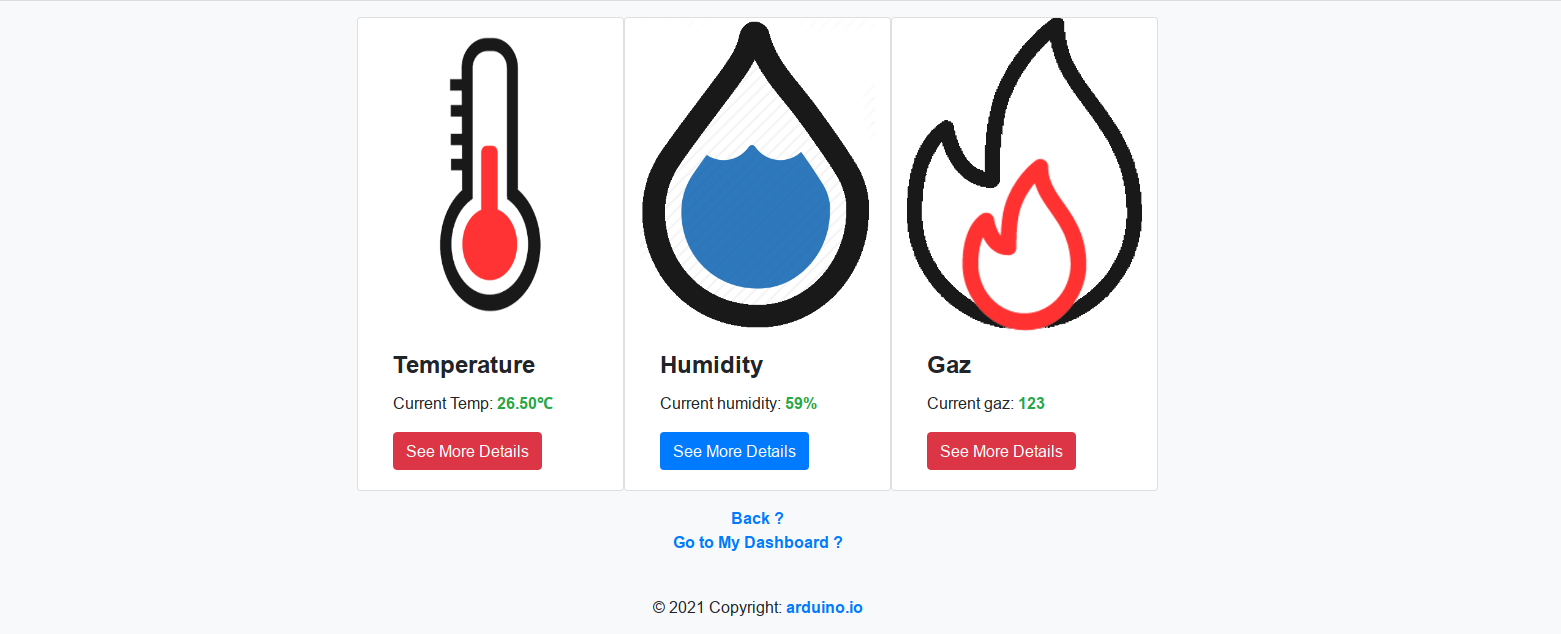 Temperature
Current Temp: 26.50℃
See More Details
Humidity
Current humidity: 59%
See More Details
Gaz
Current gaz: 123
See More Details
Back ?
Go to My Dashboard ?
© 2021 Copyright: arduino.io